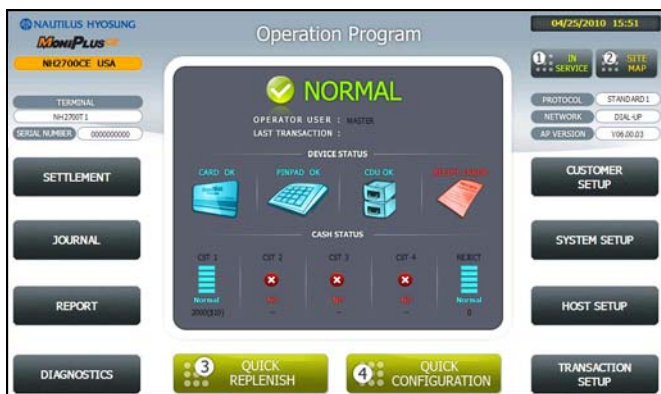 NAUTILUS HYOSUNG
MONIPLUS
NH2700CE USA
Operation Program
04/25/2010 15:51
1 IN SERVICE
2 SITE MAP
TERMINAL
NH2700T1
SERIAL NUMBER 0000000000
PROTOCOL STANDARD1
NETWORK DIAL-UP
AP VERSION V06.00.03
NORMAL
OPERATOR USER : MASTER
LAST TRANSACTION :
DEVICE STATUS
CARD OK
PINPAD OK
CDU OK
CASH STATUS
CST 1
CST 2
CST 3
CST 4
REJECT
Normal
NO
NO
NO
Normal
2000($10)
--
--
--
0
SETTLEMENT
JOURNAL
REPORT
DIAGNOSTICS
CUSTOMER SETUP
SYSTEM SETUP
HOST SETUP
TRANSACTION SETUP
3 QUICK REPLENISH
4 QUICK CONFIGURATION